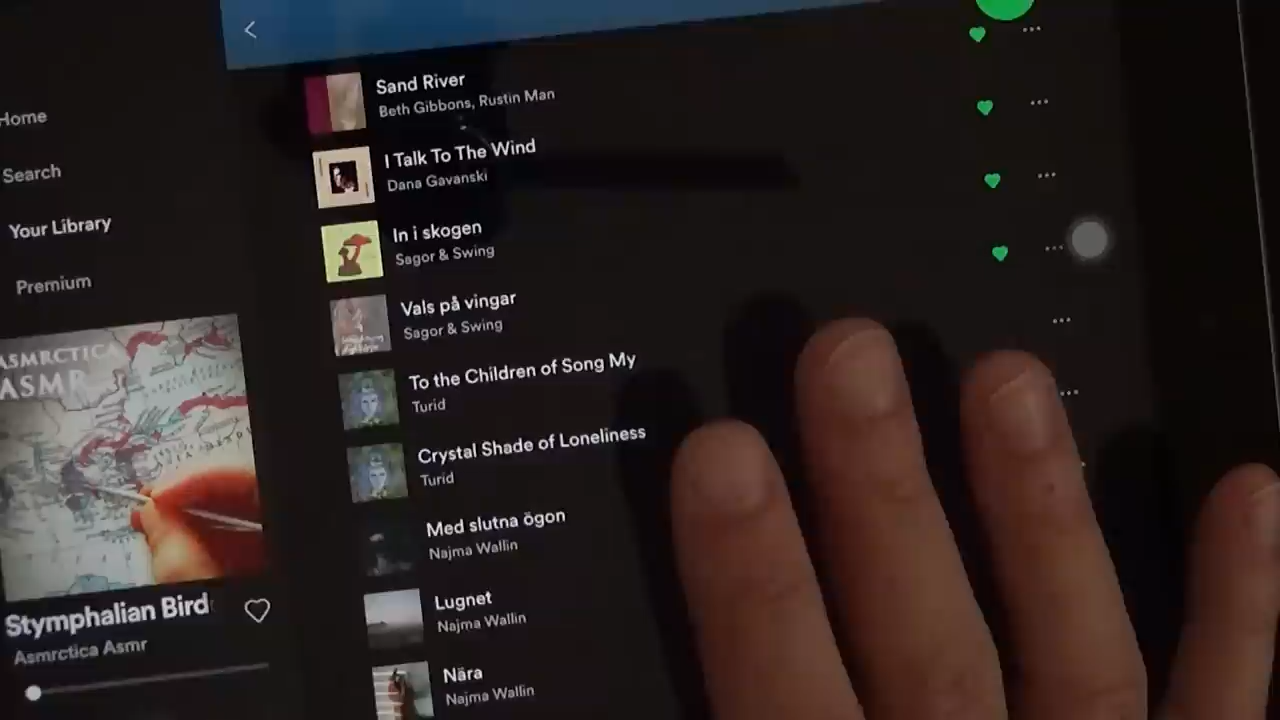 Home
Search
Your Library
Premium
ASMRCTICA
ASMR
Stymphalian Bird
Asmrctica Asmr
Sand River
Beth Gibbons, Rustin Man
I Talk To The Wind
Dana Gavanski
In i skogen
Sagor & Swing
Vals på vingar
Sagor & Swing
To the Children of Song My
Turid
Crystal Shade of Loneliness
Turid
Med slutna ögon
Najma Wallin
Lugnet
Najma Wallin
Nära
Najma Wallin